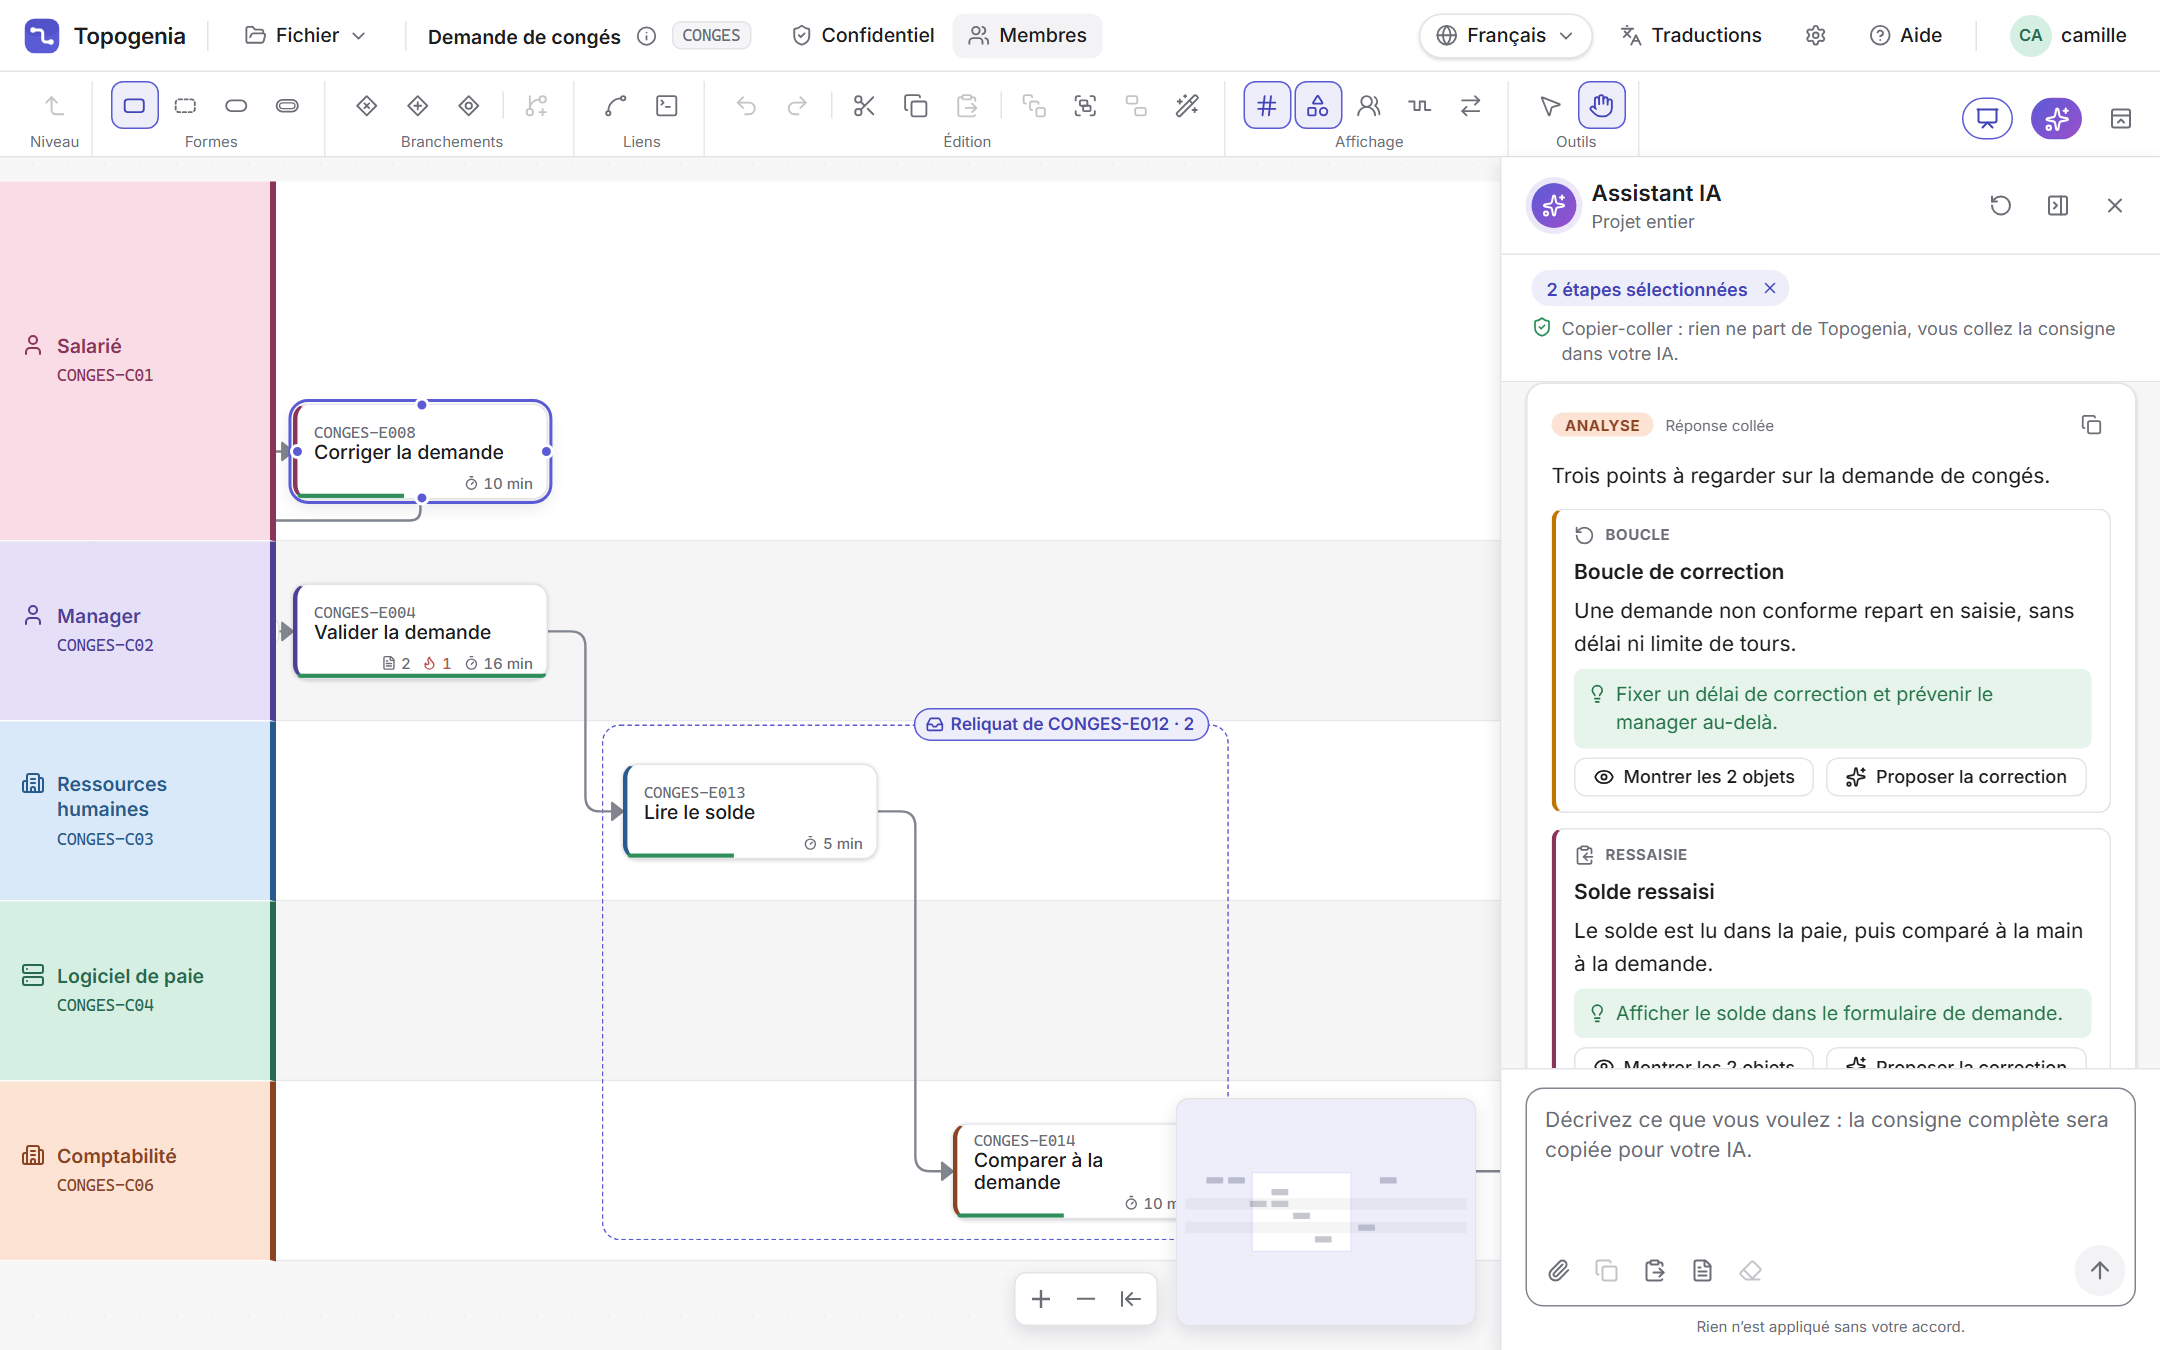 Topogenia
Fichier
Demande de congés
CONGES
Confidentiel
Membres
Français
Traductions
Aide
CA
camille
Niveau
Formes
Branchements
Liens
Édition
Affichage
Outils
Salarié
CONGES-C01
CONGES-E008
Corriger la demande
10 min
Manager
CONGES-C02
CONGES-E004
Valider la demande
2
1
16 min
Ressources
humaines
CONGES-C03
Reliquat de CONGES-E012 · 2
CONGES-E013
Lire le solde
5 min
Logiciel de paie
CONGES-C04
Comptabilité
CONGES-C06
CONGES-E014
Comparer à la
demande
10 m
Assistant IA
Projet entier
2 étapes sélectionnées
Copier-coller : rien ne part de Topogenia, vous collez la consigne
dans votre IA.
ANALYSE
Réponse collée
Trois points à regarder sur la demande de congés.
BOUCLE
Boucle de correction
Une demande non conforme repart en saisie, sans
délai ni limite de tours.
Fixer un délai de correction et prévenir le
manager au-delà.
Montrer les 2 objets
Proposer la correction
RESSAISIE
Solde ressaisi
Le solde est lu dans la paie, puis comparé à la main
à la demande.
Afficher le solde dans le formulaire de demande.
Montrer les 2 objets
Proposer la correction
Décrivez ce que vous voulez : la consigne complète sera
copiée pour votre IA.
Rien n’est appliqué sans votre accord.